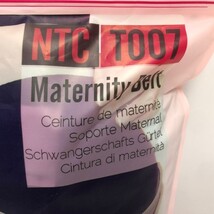 NTC T007
Maternity Belt
Ceinture de maternité
Soporte Maternal
Schwangerschafts Gürtel
Cintura di maternità